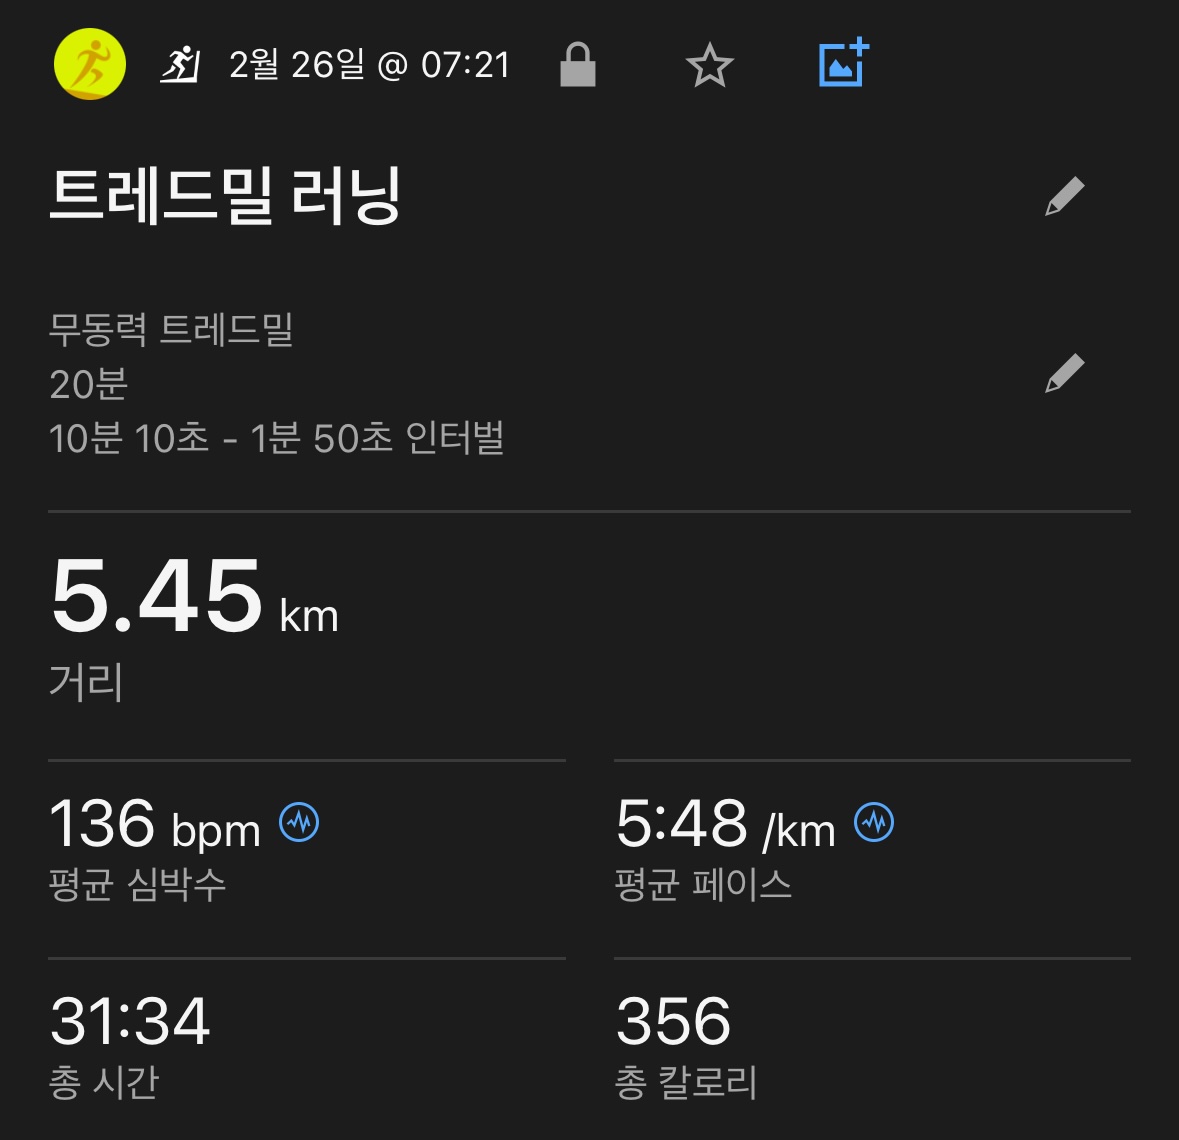 2월 26일 @ 07:21
트레드밀 러닝
무동력 트레드밀
20분
10분 10초 - 1분 50초 인터벌
5.45 km
거리
136 bpm
평균 심박수
5:48 /km
평균 페이스
31:34
총 시간
356
총 칼로리